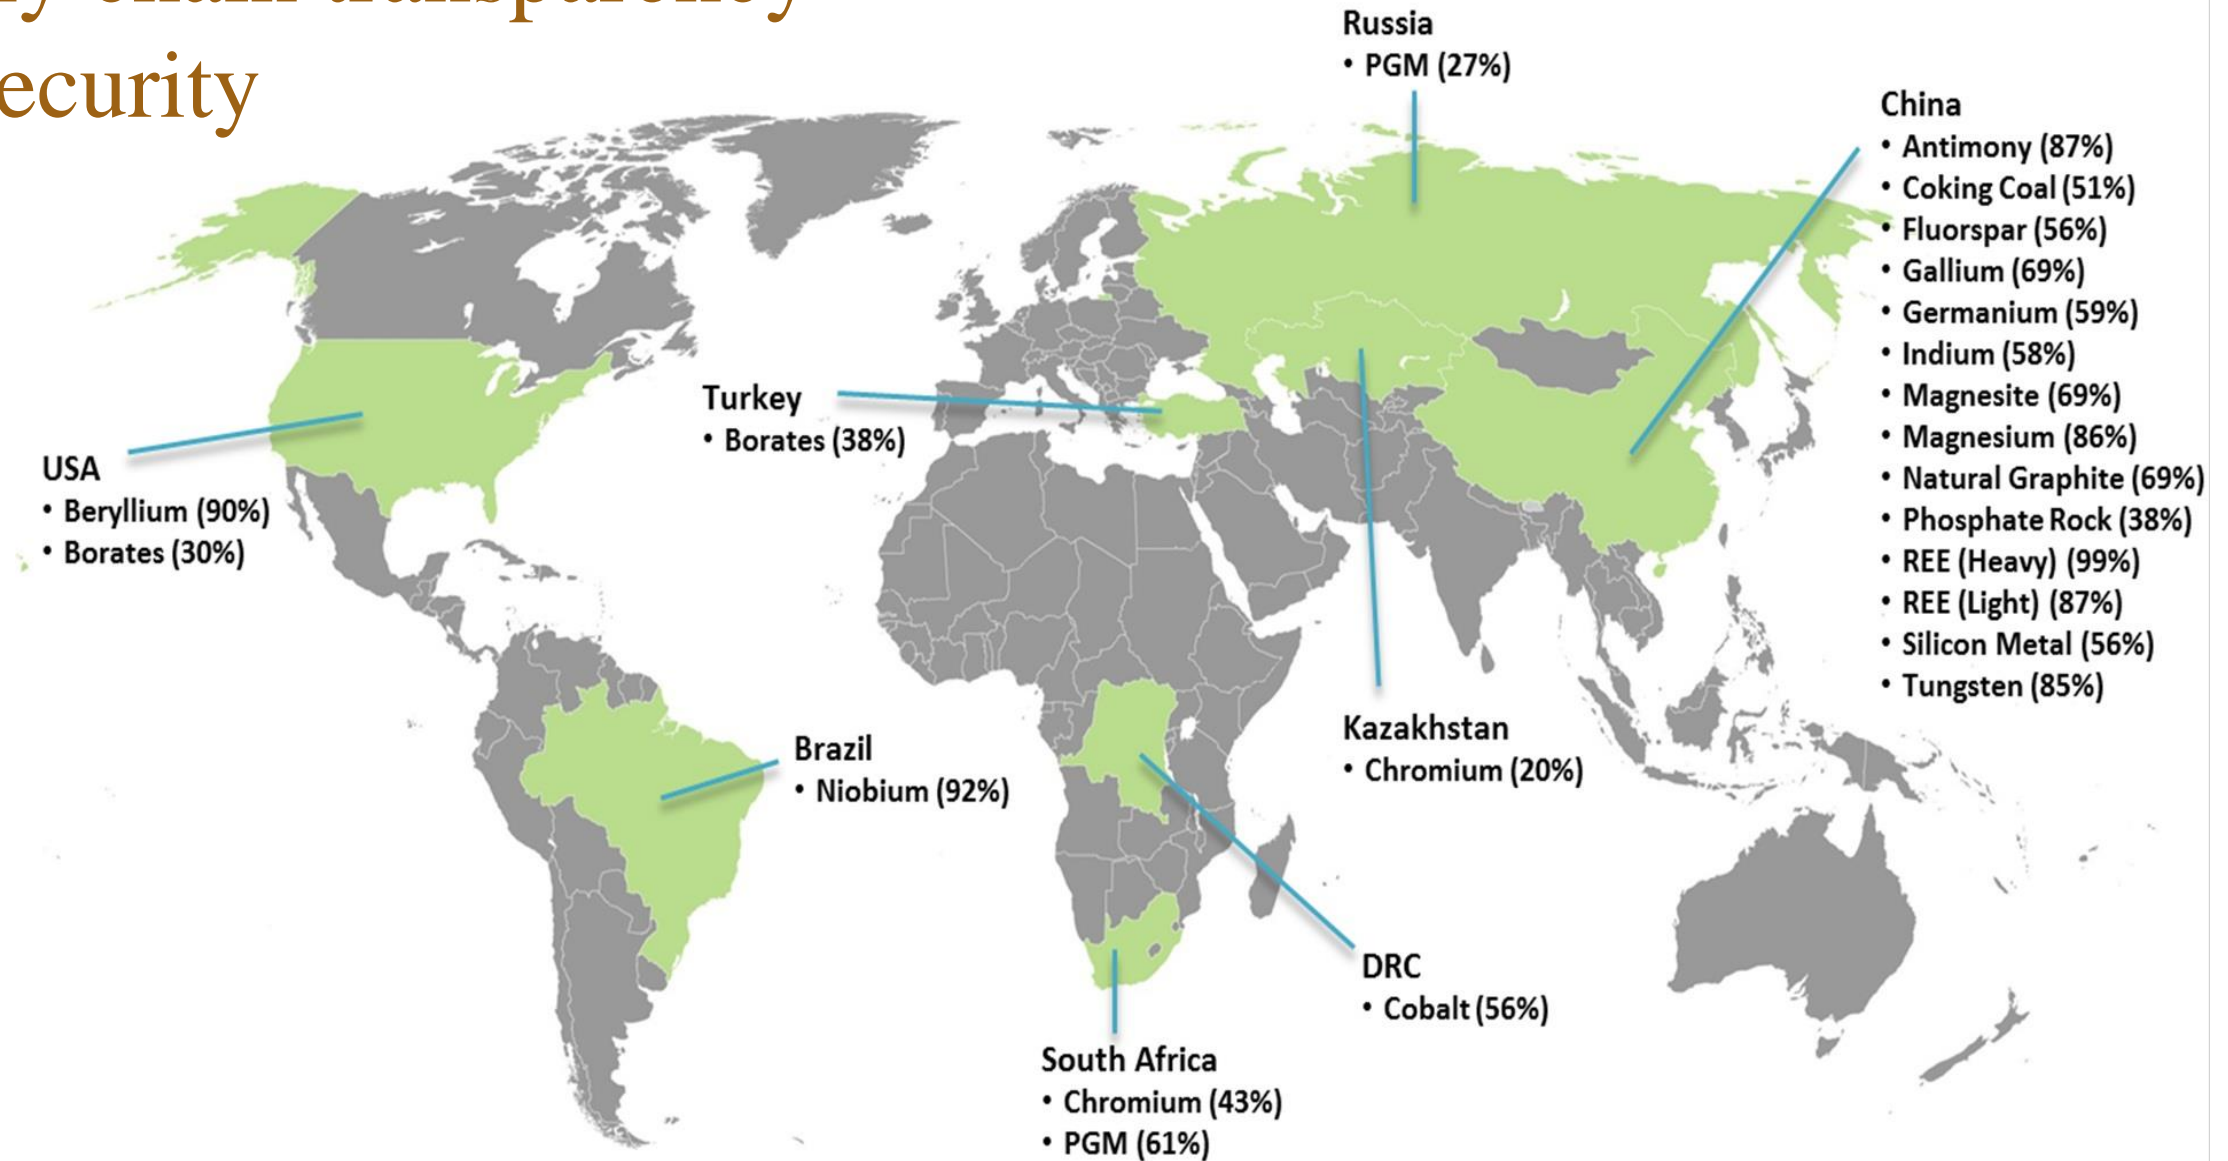 chain transparency
Russia
• PGM (27%)
China
• Antimony (87%)
• Coking Coal (51%)
• Fluorspar (56%)
• Gallium (69%)
• Germanium (59%)
• Indium (58%)
• Magnesite (69%)
• Magnesium (86%)
• Natural Graphite (69%)
• Phosphate Rock (38%)
• REE (Heavy) (99%)
• REE (Light) (87%)
• Silicon Metal (56%)
• Tungsten (85%)
Turkey
• Borates (38%)
USA
• Beryllium (90%)
• Borates (30%)
Brazil
• Niobium (92%)
Kazakhstan
• Chromium (20%)
DRC
• Cobalt (56%)
South Africa
• Chromium (43%)
• PGM (61%)